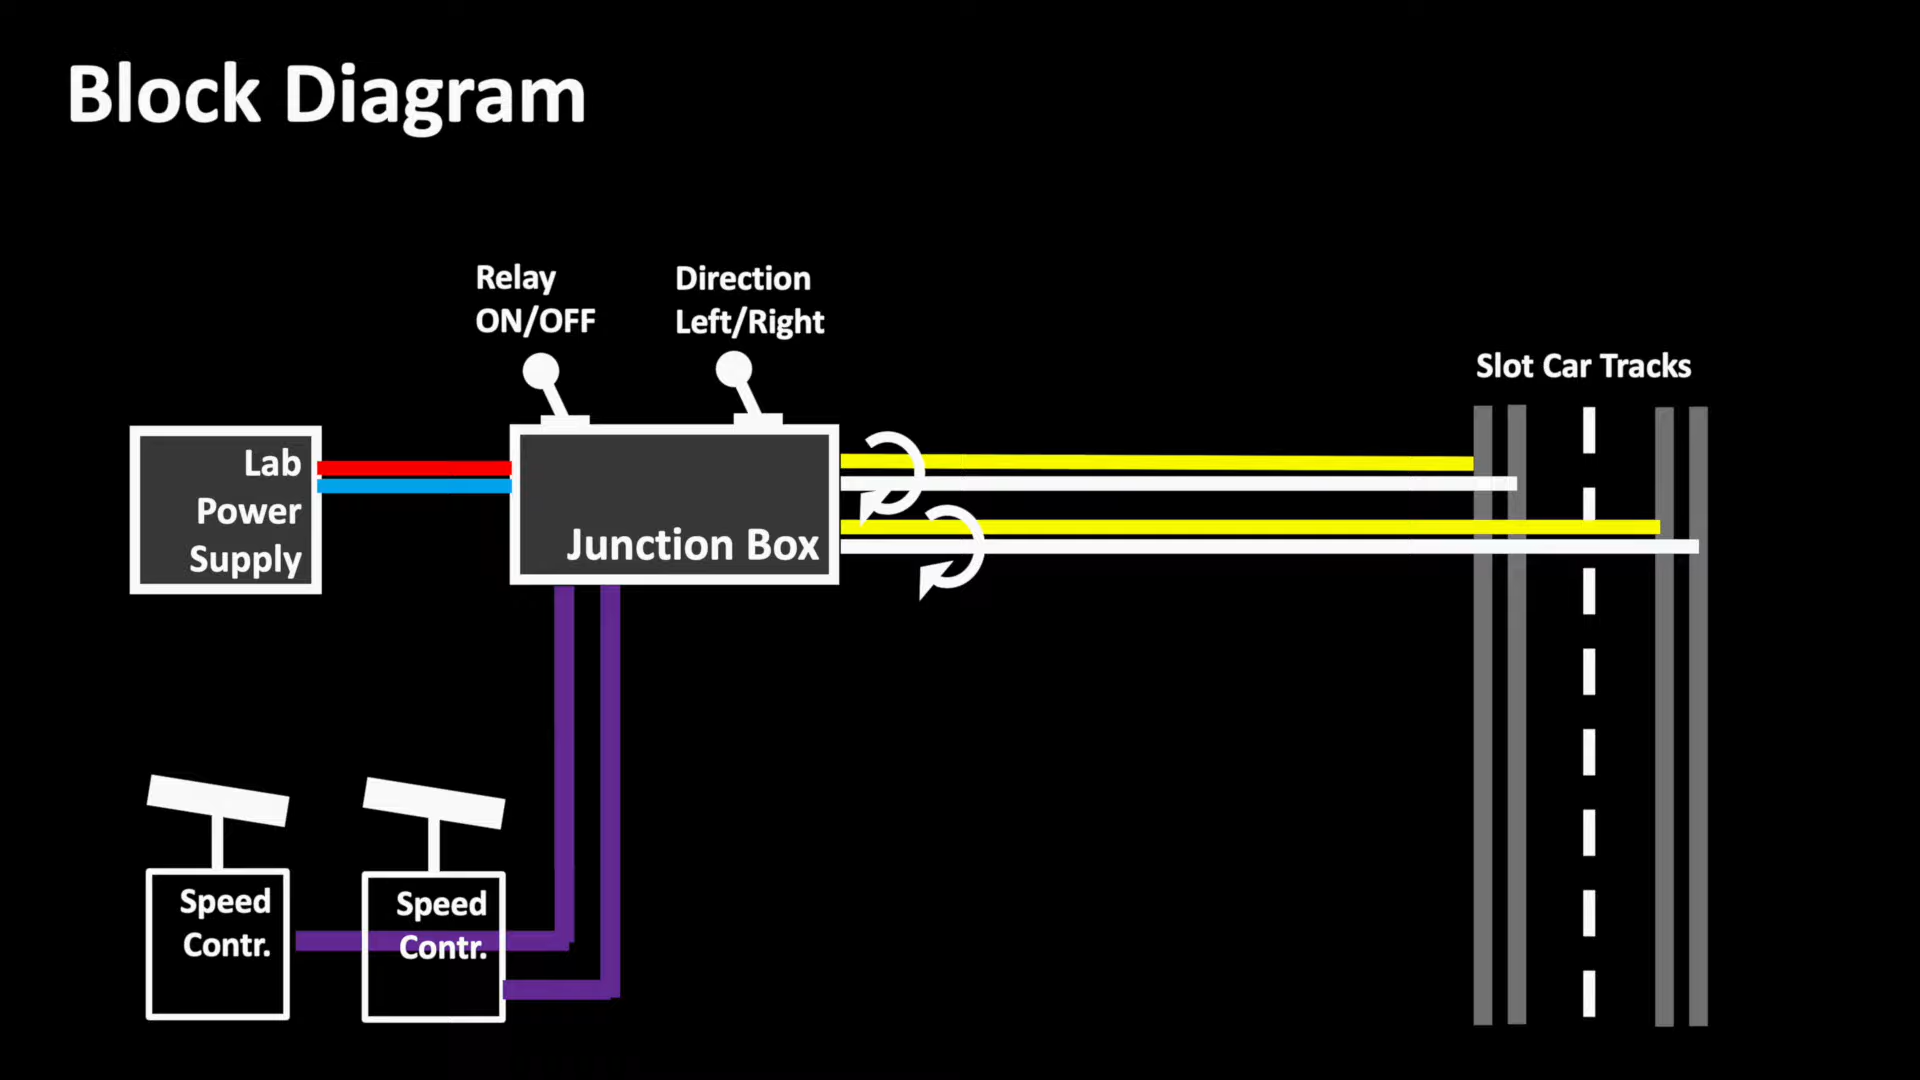 Block Diagram
Relay
ON/OFF
Direction
Left/Right
Slot Car Tracks
Lab
Power
Supply
Junction Box
Speed
Contr.
Speed
Contr.